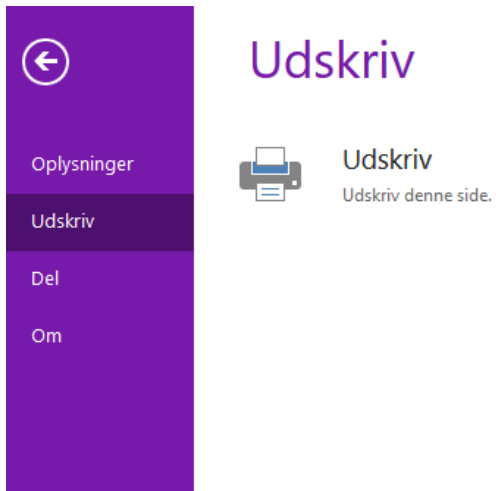 Udskriv
Oplysninger
Udskriv
Del
Om
Udskriv
Udskriv denne side.